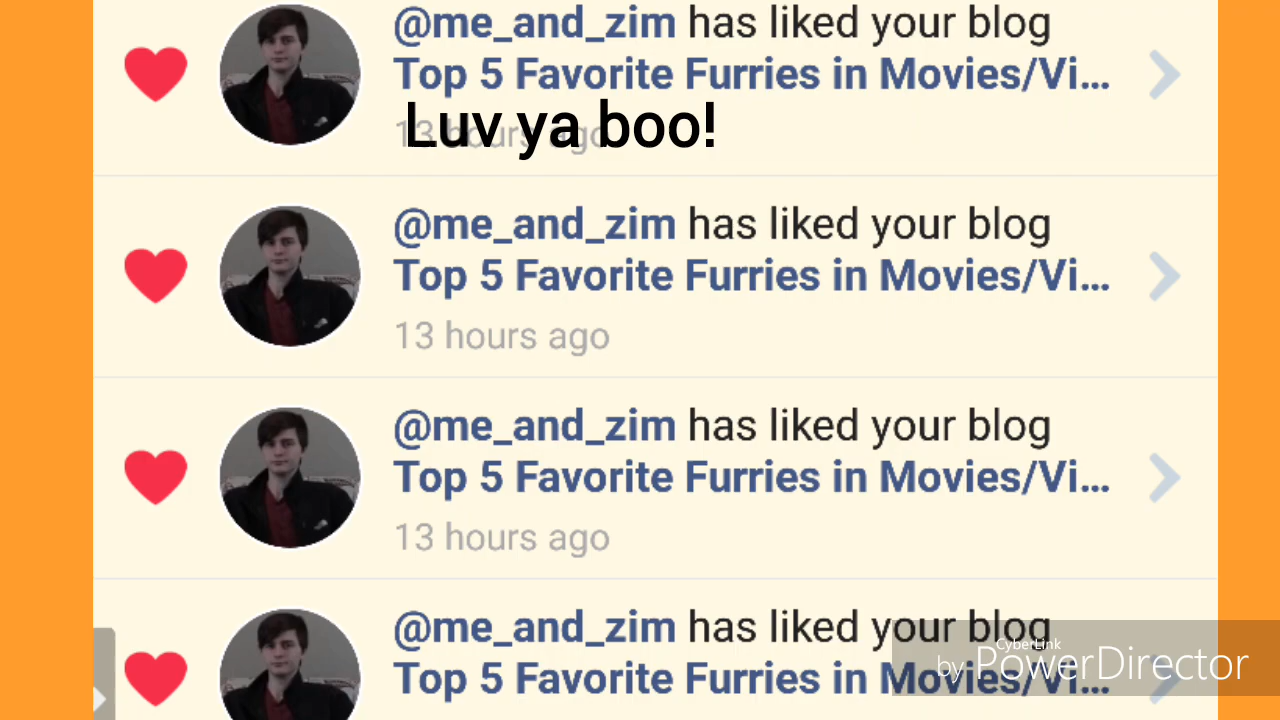 @me_and_zim has liked your blog
Top 5 Favorite Furries in Movies/Vi...
13 hours ago
Luv ya boo!
@me_and_zim has liked your blog
Top 5 Favorite Furries in Movies/Vi...
13 hours ago
@me_and_zim has liked your blog
Top 5 Favorite Furries in Movies/Vi...
13 hours ago
@me_and_zim has liked your blog
Top 5 Favorite Furries in Movies/Vi...
CyberLink
by PowerDirector